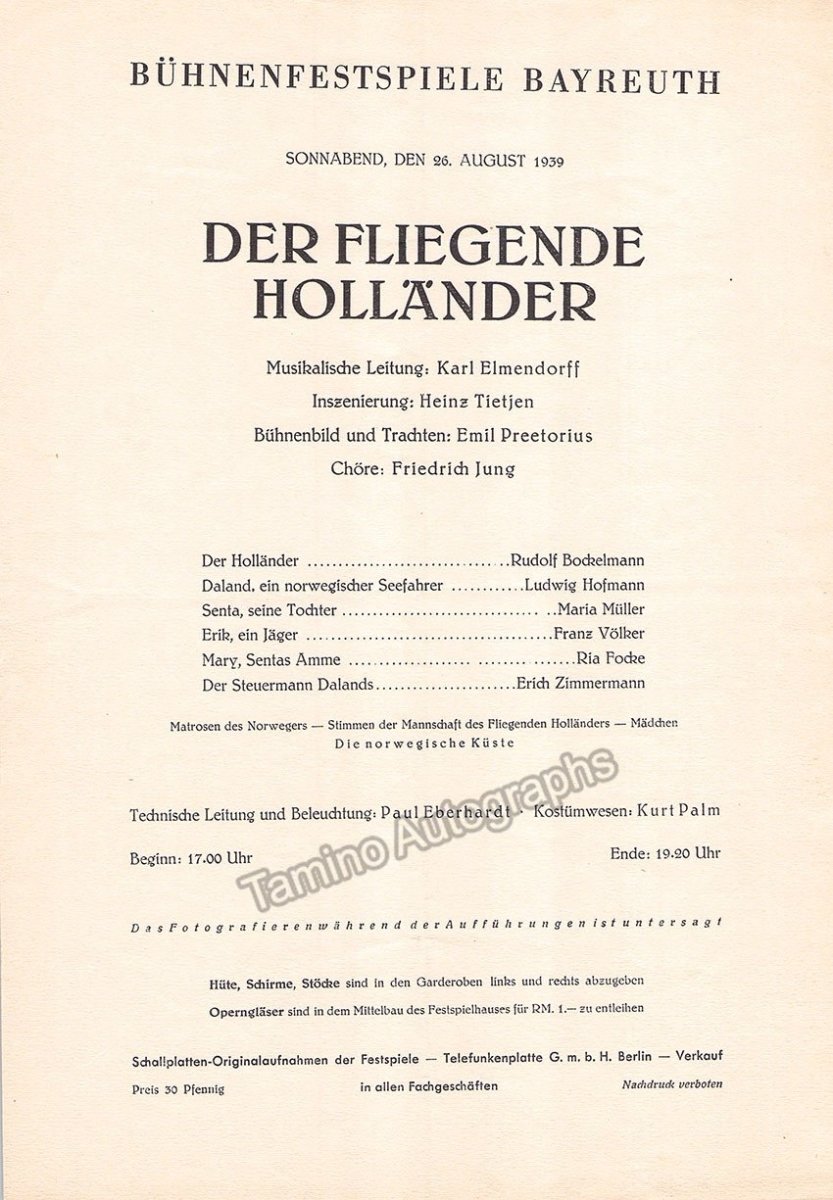 BÜHNENFESTSPIELE BAYREUTH
SONNABEND, DEN 26. AUGUST 1939
DER FLIEGENDE
HOLLÄNDER
Musikalische Leitung: Karl Elmendorff
Inszenierung: Heinz Tietjen
Bühnenbild und Trachten: Emil Preetorius
Chöre: Friedrich Jung
Der Holländer ................................. Rudolf Bockelmann
Daland, ein norwegischer Seefahrer ............Ludwig Hofmann
Senta, seine Tochter ................................ ..Maria Müller
Erik, ein Jäger ........................................Franz Völker
Mary, Sentas Amme .................... ................Ria Focke
Der Steuermann Dalands.......................Erich Zimmermann
Matrosen des Norwegers — Stimmen der Mannschaft des Fliegenden Holländers — Mädchen
Die norwegische Küste
Technische Leitung und Beleuchtung: Paul Eberhardt · Kostümwesen: Kurt Palm
Beginn: 17.00 Uhr Ende: 19.20 Uhr
Tamino Autographs
Das Fotografieren während der Aufführungen ist untersagt
Hüte, Schirme, Stöcke sind in den Garderoben links und rechts abzugeben
Operngläser sind in dem Mittelbau des Festspielhauses für RM. 1.— zu entleihen
Schallplatten-Originalaufnahmen der Festspiele — Telefunkenplatte G. m. b. H. Berlin — Verkauf
Preis 30 Pfennig in allen Fachgeschäften Nachdruck verboten